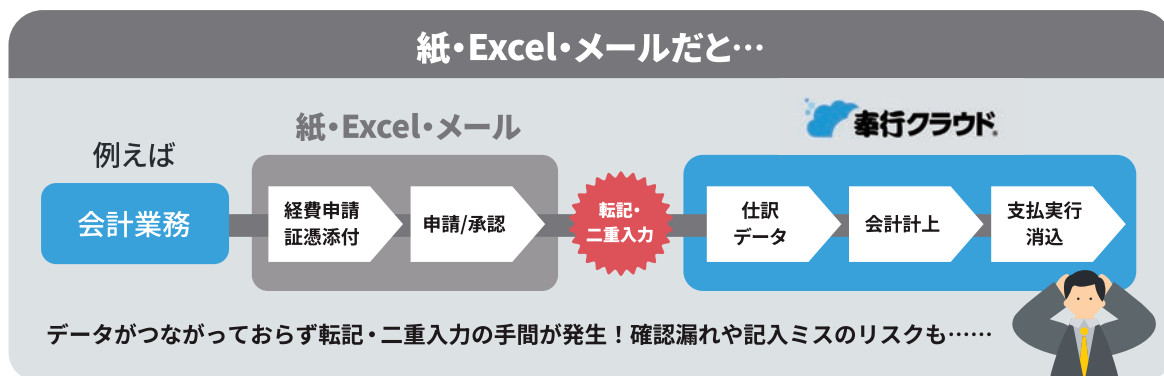 紙・Excel・メールだと…
紙・Excel・メール
奉行クラウド
例えば
会計業務
経費申請
証憑添付
申請/承認
転記・
二重入力
仕訳
データ
会計計上
支払実行
消込
データがつながっておらず転記・二重入力の手間が発生！確認漏れや記入ミスのリスクも……